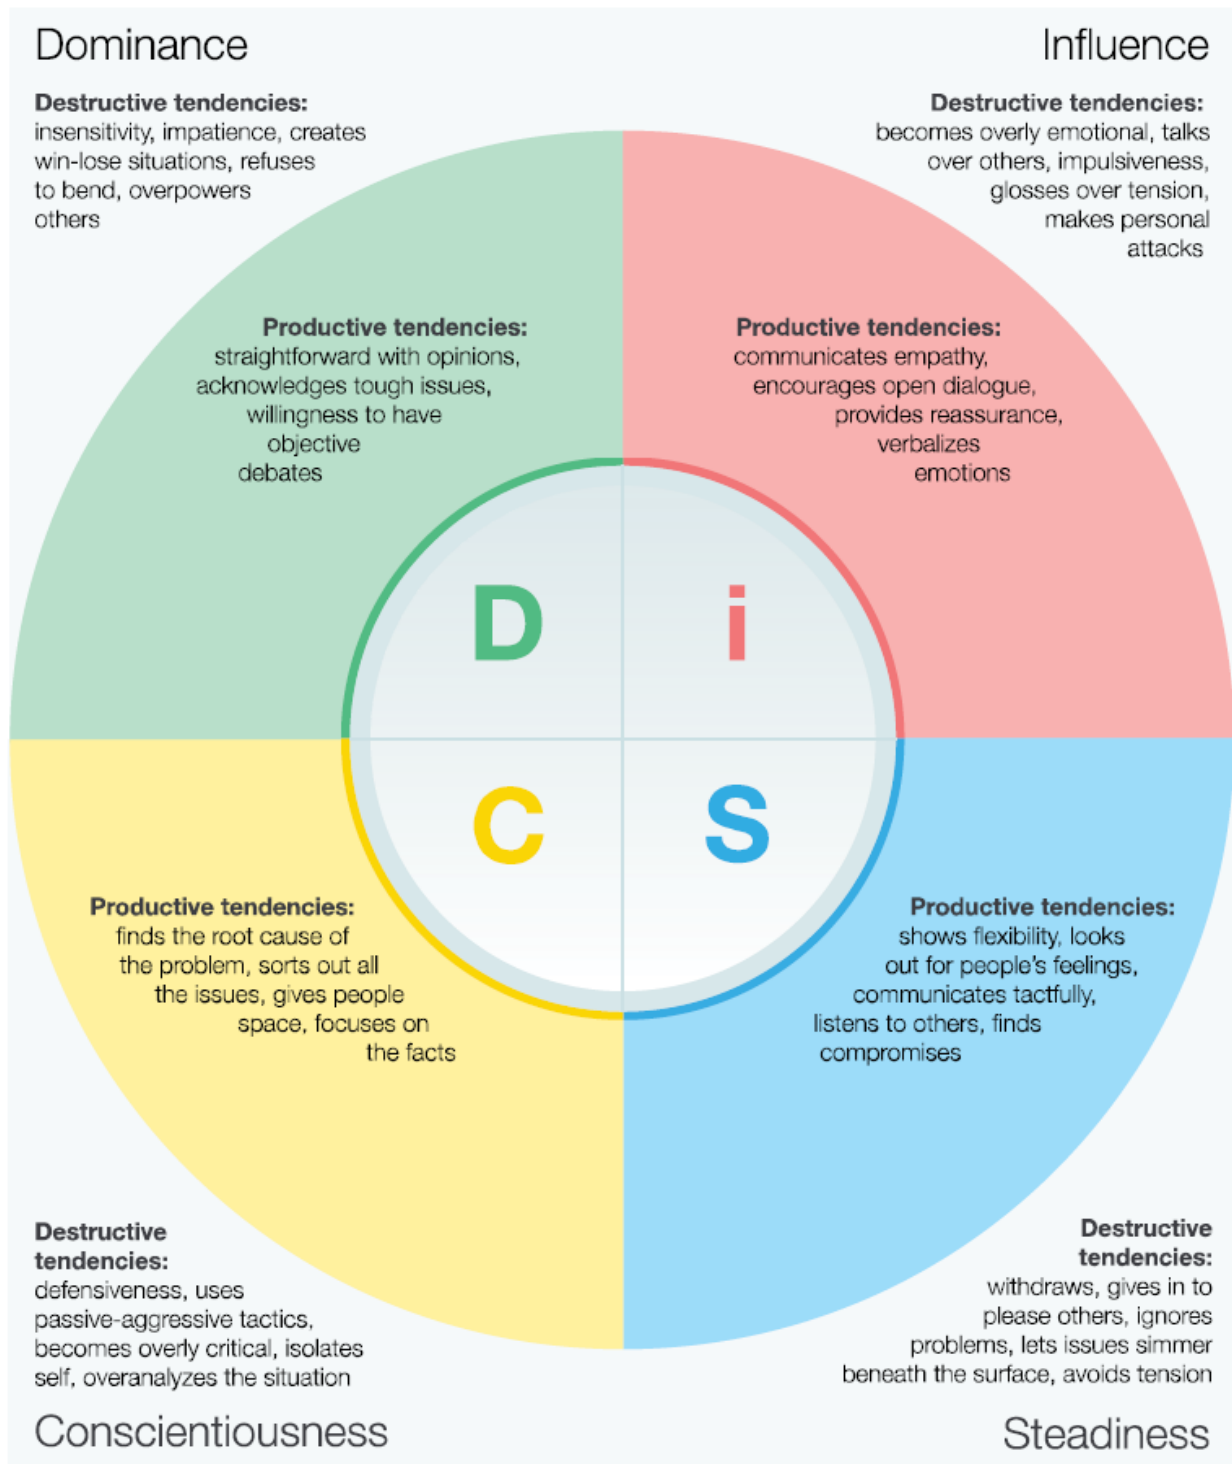 Dominance
Destructive tendencies:
insensitivity, impatience, creates
win-lose situations, refuses
to bend, overpowers
others
Influence
Destructive tendencies:
becomes overly emotional, talks
over others, impulsiveness,
glosses over tension,
makes personal
attacks
Productive tendencies:
straightforward with opinions,
acknowledges tough issues,
willingness to have
objective
debates
Productive tendencies:
communicates empathy,
encourages open dialogue,
provides reassurance,
verbalizes
emotions
D
i
C
S
Productive tendencies:
finds the root cause of
the problem, sorts out all
the issues, gives people
space, focuses on
the facts
Productive tendencies:
shows flexibility, looks
out for people's feelings,
communicates tactfully,
listens to others, finds
compromises
Destructive
tendencies:
defensiveness, uses
passive-aggressive tactics,
becomes overly critical, isolates
self, overanalyzes the situation
Conscientiousness
Destructive
tendencies:
withdraws, gives in to
please others, ignores
problems, lets issues simmer
beneath the surface, avoids tension
Steadiness